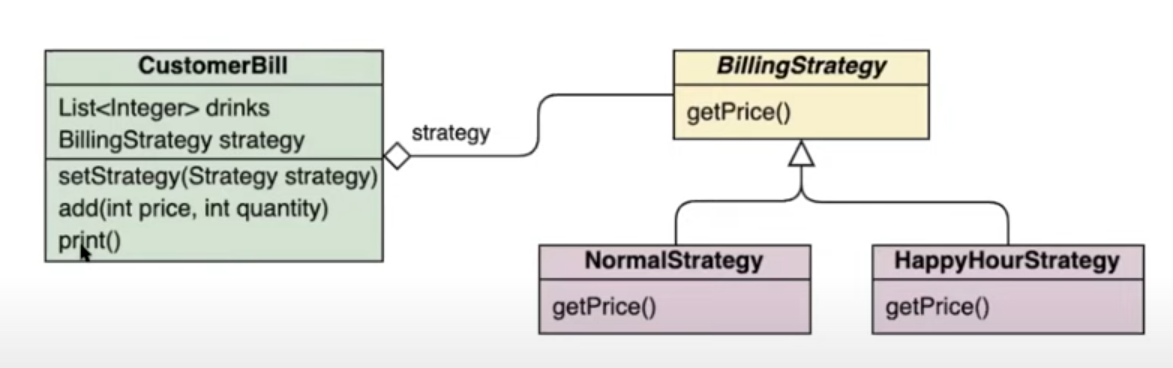 CustomerBill
List<Integer> drinks
BillingStrategy strategy
setStrategy(Strategy strategy)
add(int price, int quantity)
print()
strategy
BillingStrategy
getPrice()
NormalStrategy
getPrice()
HappyHourStrategy
getPrice()